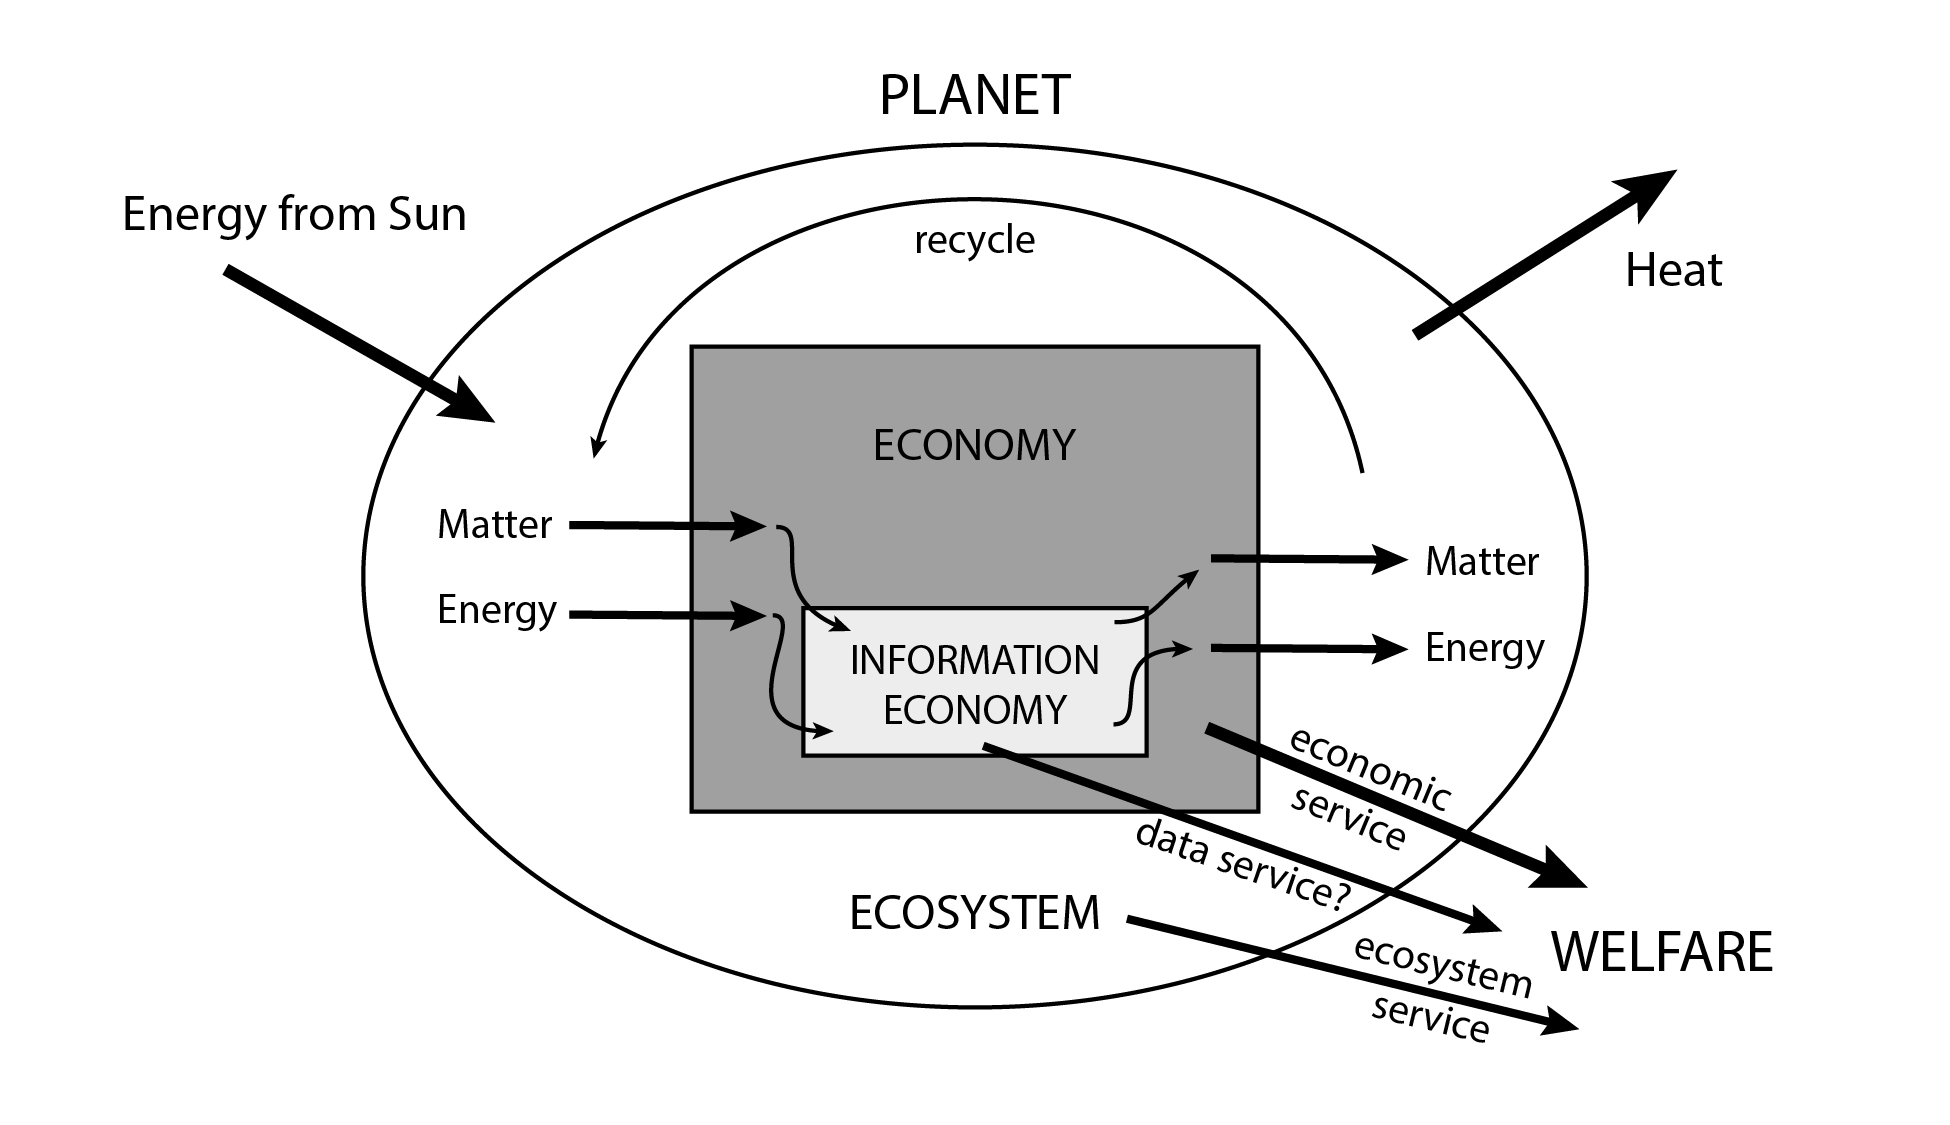 PLANET
Energy from Sun
recycle
Heat
ECONOMY
Matter
Energy
INFORMATION
ECONOMY
Matter
Energy
economic
service
data service?
ECOSYSTEM
WELFARE
ecosystem
service